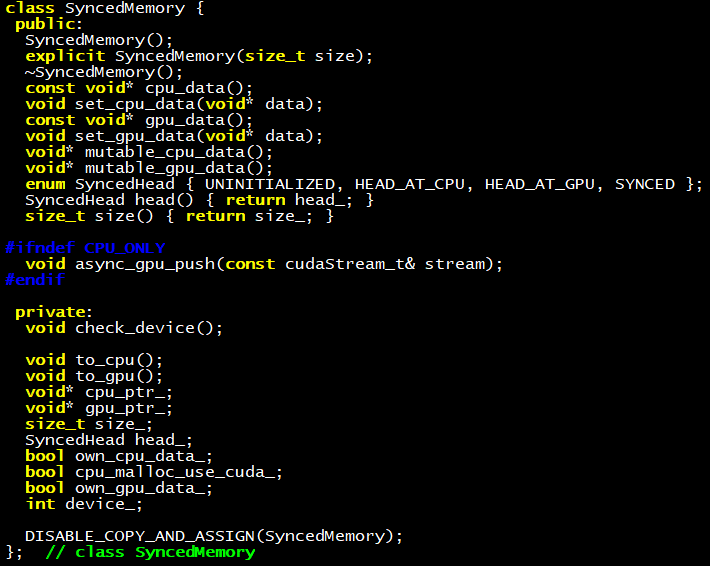 class SyncedMemory {
 public:
  SyncedMemory();
  explicit SyncedMemory(size_t size);
  ~SyncedMemory();
  const void* cpu_data();
  void set_cpu_data(void* data);
  const void* gpu_data();
  void set_gpu_data(void* data);
  void* mutable_cpu_data();
  void* mutable_gpu_data();
  enum SyncedHead { UNINITIALIZED, HEAD_AT_CPU, HEAD_AT_GPU, SYNCED };
  SyncedHead head() { return head_; }
  size_t size() { return size_; }

#ifndef CPU_ONLY
  void async_gpu_push(const cudaStream_t& stream);
#endif

 private:
  void check_device();

  void to_cpu();
  void to_gpu();
  void* cpu_ptr_;
  void* gpu_ptr_;
  size_t size_;
  SyncedHead head_;
  bool own_cpu_data_;
  bool cpu_malloc_use_cuda_;
  bool own_gpu_data_;
  int device_;

  DISABLE_COPY_AND_ASSIGN(SyncedMemory);
};  // class SyncedMemory